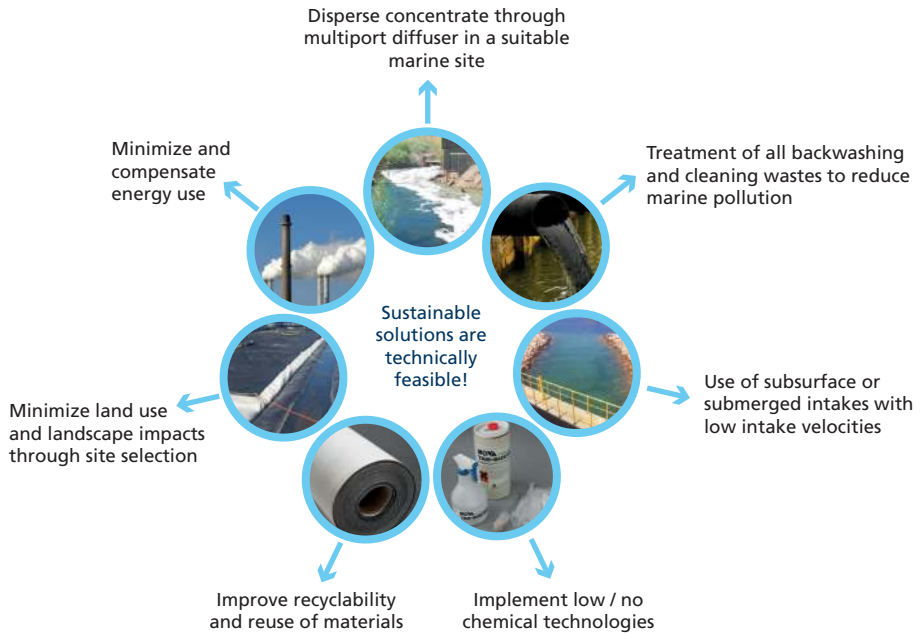 Disperse concentrate through
multiport diffuser in a suitable
marine site
Minimize and
compensate
energy use
Treatment of all backwashing
and cleaning wastes to reduce
marine pollution
Sustainable
solutions are
technically
feasible!
Use of subsurface or
submerged intakes with
low intake velocities
Minimize land use
and landscape impacts
through site selection
Improve recyclability
and reuse of materials
Implement low / no
chemical technologies